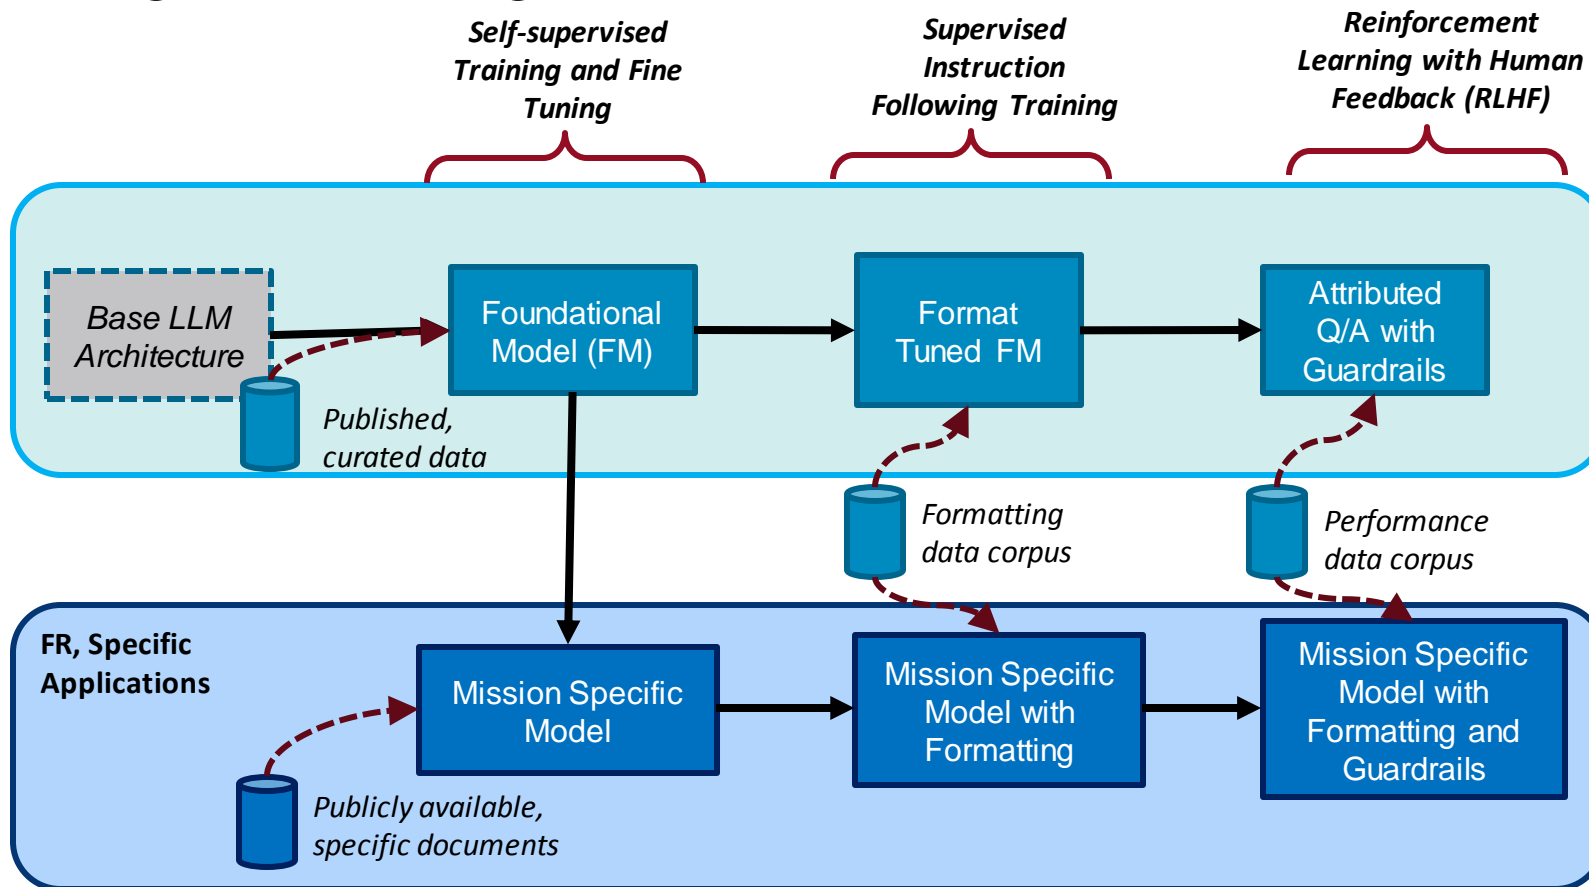 Self-supervised
Training and Fine
Tuning
Supervised
Instruction
Following Training
Reinforcement
Learning with Human
Feedback (RLHF)
Base LLM
Architecture
Foundational
Model (FM)
Format
Tuned FM
Attributed
Q/A with
Guardrails
Published,
curated data
Formatting
data corpus
Performance
data corpus
FR, Specific
Applications
Mission Specific
Model
Mission Specific
Model with
Formatting
Mission Specific
Model with
Formatting and
Guardrails
Publicly available,
specific documents